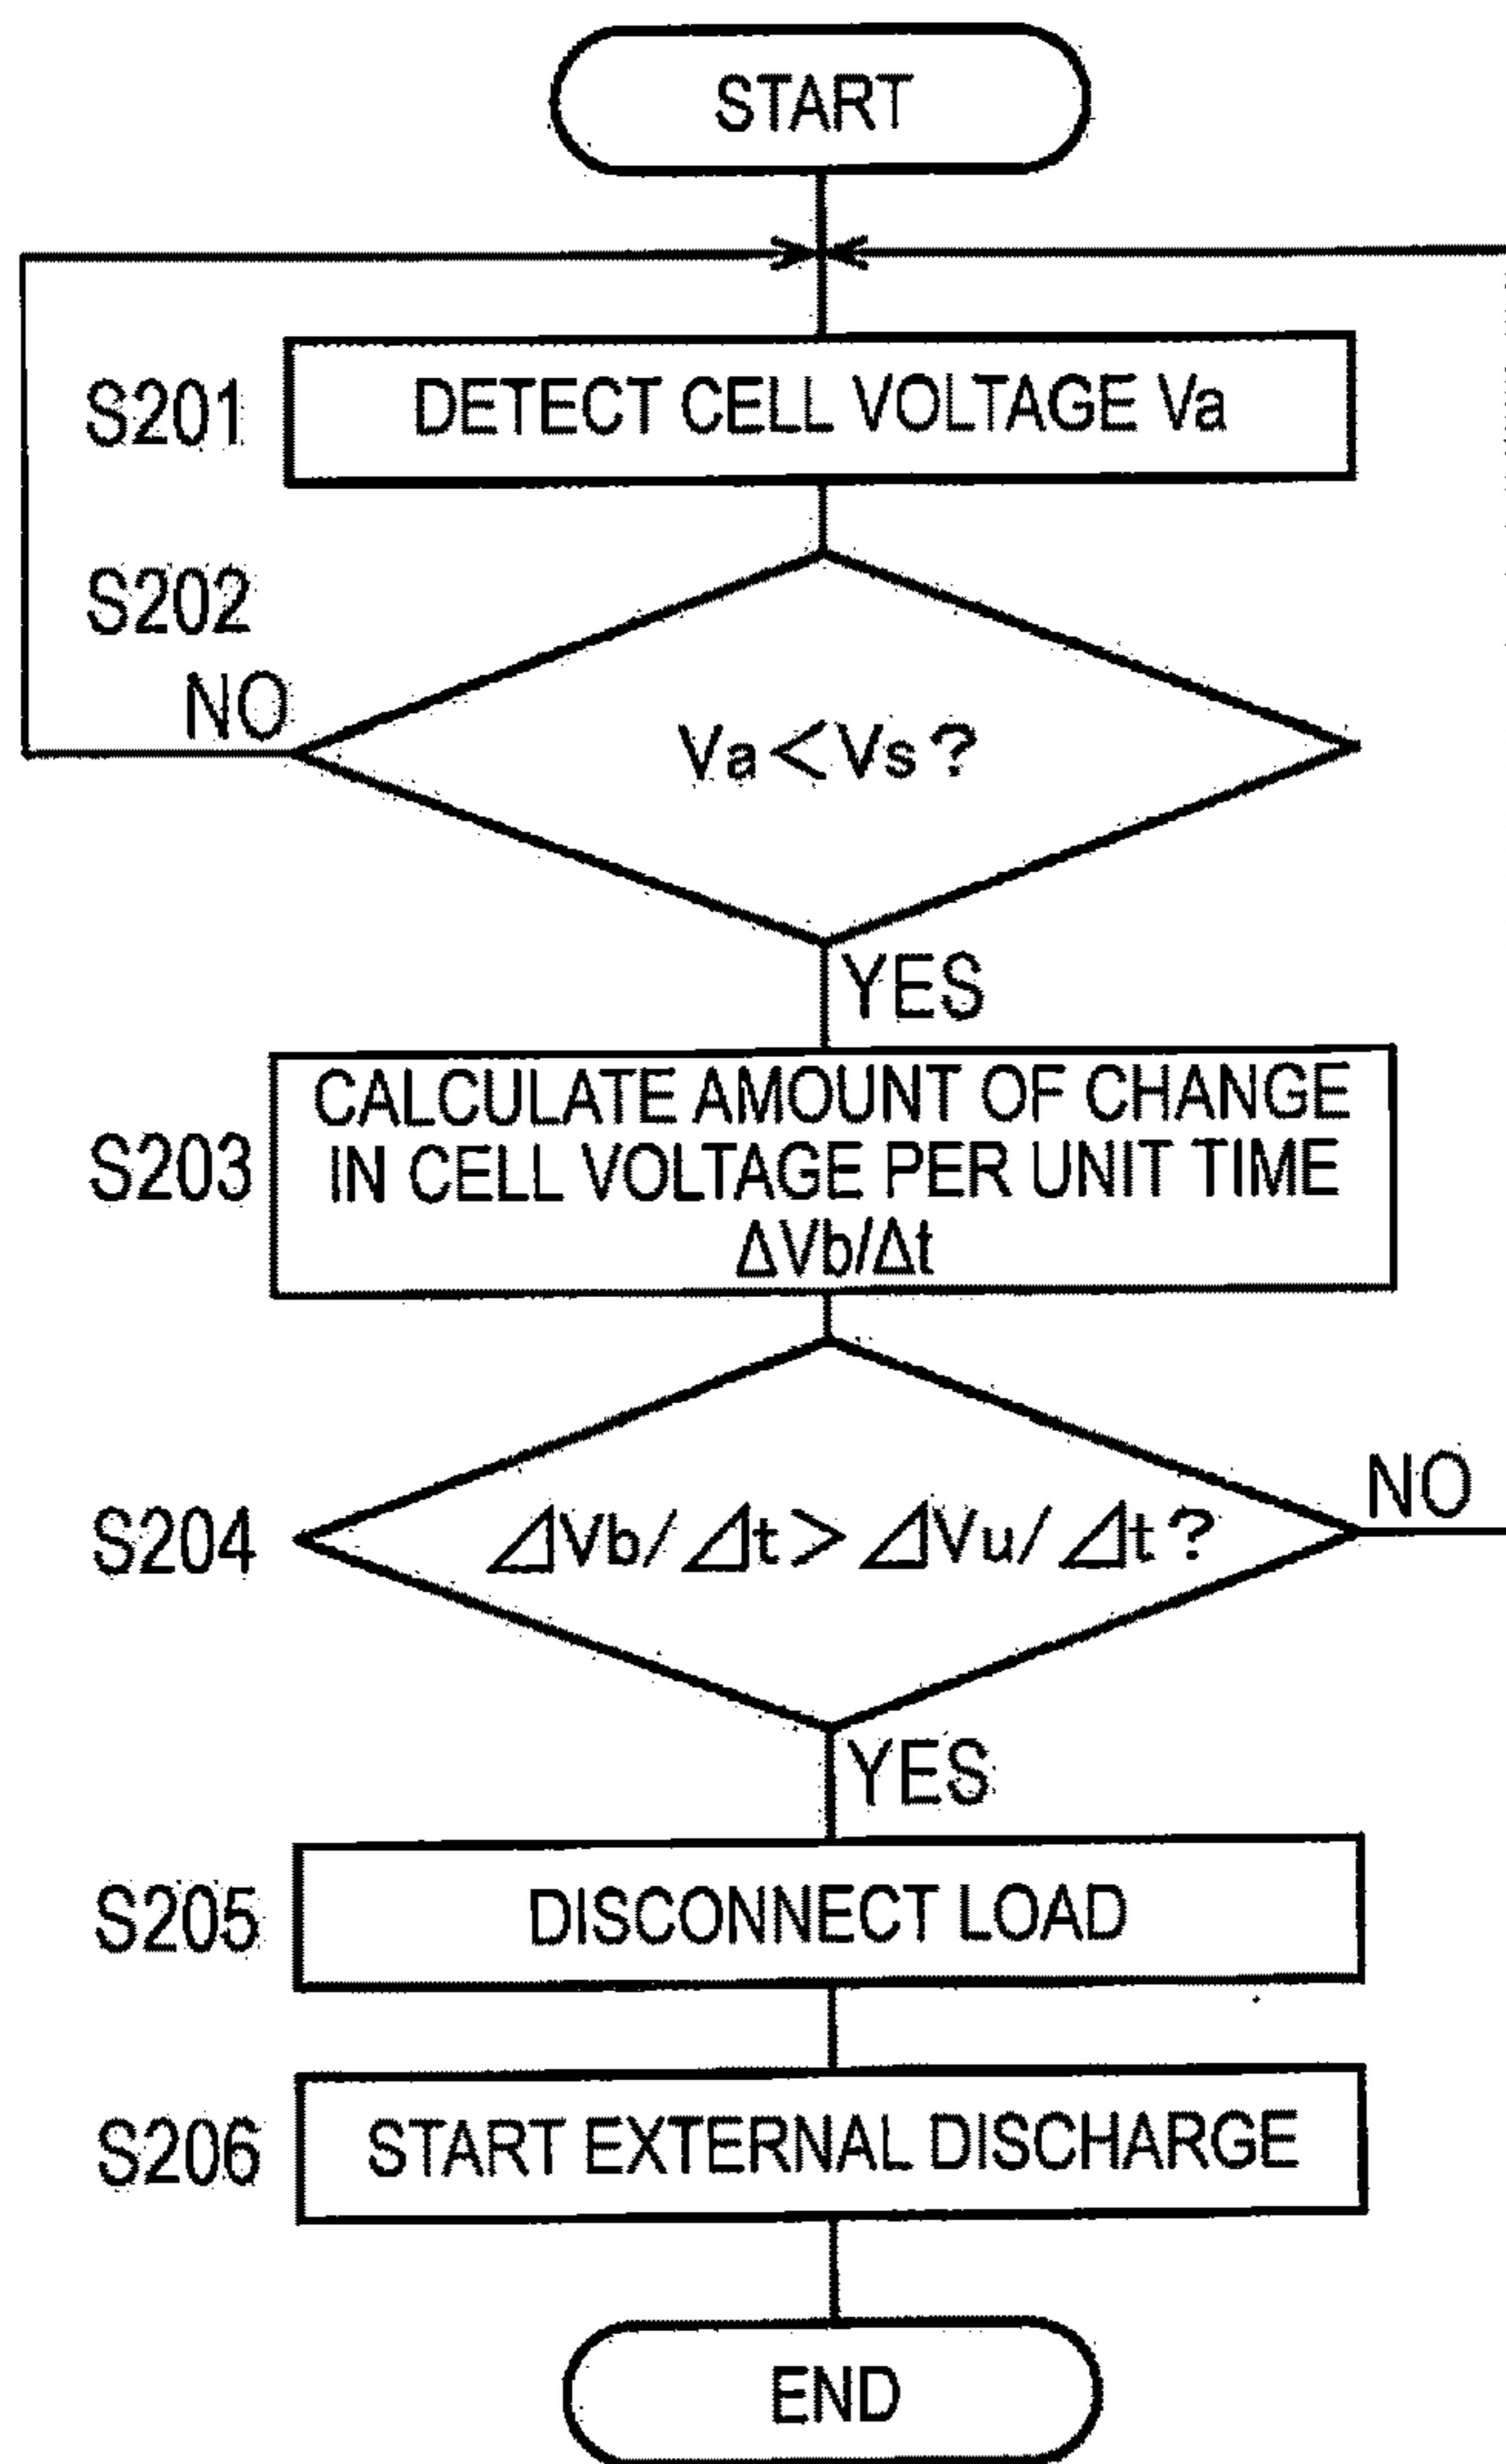 START
S201
DETECT CELL VOLTAGE Va
S202
NO
Va<Vs?
YES
S203
CALCULATE AMOUNT OF CHANGE
IN CELL VOLTAGE PER UNIT TIME
ΔVb/Δt
S204
⊿Vb/⊿t>⊿Vu/⊿t?
NO
YES
S205
DISCONNECT LOAD
S206
START EXTERNAL DISCHARGE
END